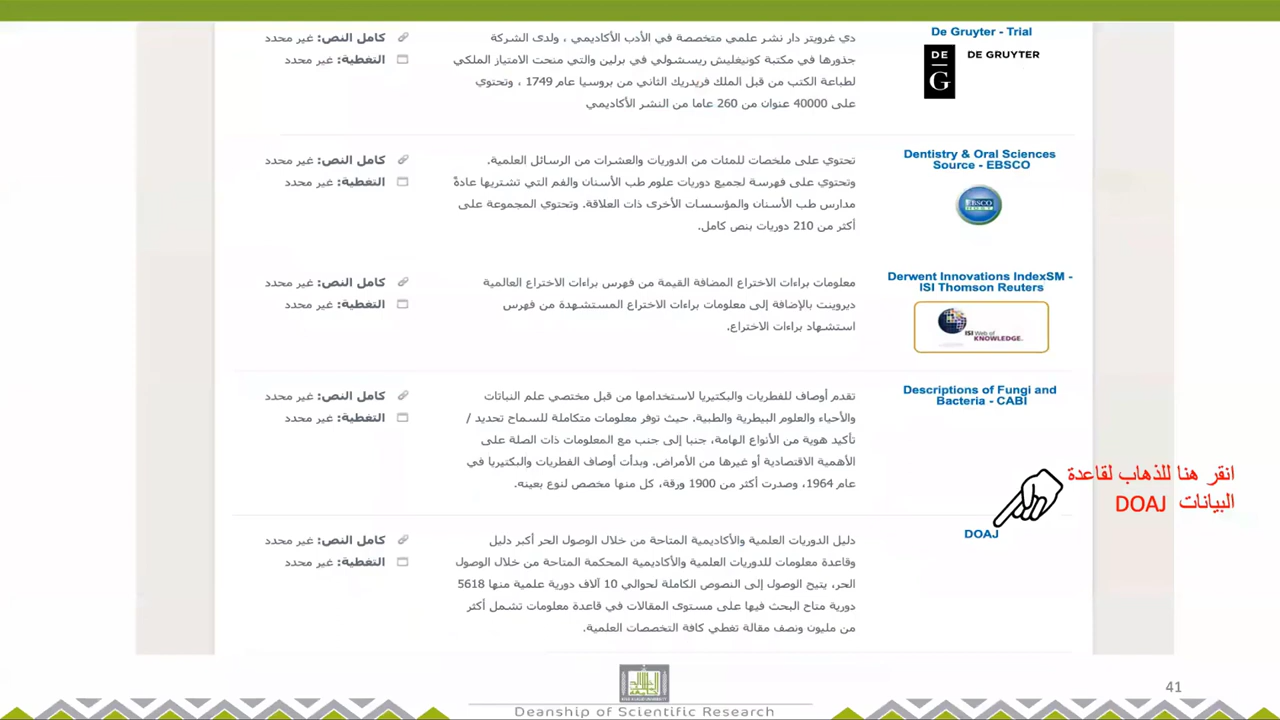 De Gruyter - Trial
DE
G
DE GRUYTER
دي غرويتر دار نشر علمي متخصصة في الأدب الأكاديمي ، ولدى الشركة
جذورها في مكتبة كونيغليش ريسشولي في برلين والتي منحت الامتياز الملكي
لطباعة الكتب من قبل الملك فريدريك الثاني من بروسيا عام 1749 ، وتحتوي
على 40000 عنوان من 260 عاما من النشر الأكاديمي
كامل النص: غير محدد
التغطية: غير محدد
Dentistry & Oral Sciences
Source - EBSCO
EBSCO
HOST
تحتوي على ملخصات للمئات من الدوريات والعشرات من الرسائل العلمية.
وتحتوي على فهرسة لجميع دوريات علوم طب الأسنان والفم التي تشتريها عادةً
مدارس طب الأسنان والمؤسسات الأخرى ذات العلاقة. وتحتوي المجموعة على
أكثر من 210 دوريات بنص كامل.
كامل النص: غير محدد
التغطية: غير محدد
Derwent Innovations IndexSM -
ISI Thomson Reuters
ISI Web of
KNOWLEDGE.
معلومات براءات الاختراع المضافة القيمة من فهرس براءات الاختراع العالمية
ديروينت بالإضافة إلى معلومات براءات الاختراع المستشهدة من فهرس
استشهاد براءات الاختراع.
كامل النص: غير محدد
التغطية: غير محدد
Descriptions of Fungi and
Bacteria - CABI
تقدم أوصاف للفطريات والبكتيريا لاستخدامها من قبل مختصي علم النباتات
والأحياء والعلوم البيطرية والطبية. حيث توفر معلومات متكاملة للسماح تحديد /
تأكيد هوية من الأنواع الهامة، جنبا إلى جنب مع المعلومات ذات الصلة على
الأهمية الاقتصادية أو غيرها من الأمراض. وبدأت أوصاف الفطريات والبكتيريا في
عام 1964، وصدرت أكثر من 1900 ورقة، كل منها مخصص لنوع بعينه.
كامل النص: غير محدد
التغطية: غير محدد
انقر هنا للذهاب لقاعدة
البيانات DOAJ
DOAJ
دليل الدوريات العلمية والأكاديمية المتاحة من خلال الوصول الحر أكبر دليل
وقاعدة معلومات للدوريات العلمية والأكاديمية المحكمة المتاحة من خلال الوصول
الحر، يتيح الوصول إلى النصوص الكاملة لحوالي 10 آلاف دورية علمية منها 5618
دورية متاح البحث فيها على مستوى المقالات في قاعدة معلومات تشمل أكثر
من مليون ونصف مقالة تغطي كافة التخصصات العلمية.
كامل النص: غير محدد
التغطية: غير محدد
Deanship of Scientific Research
41